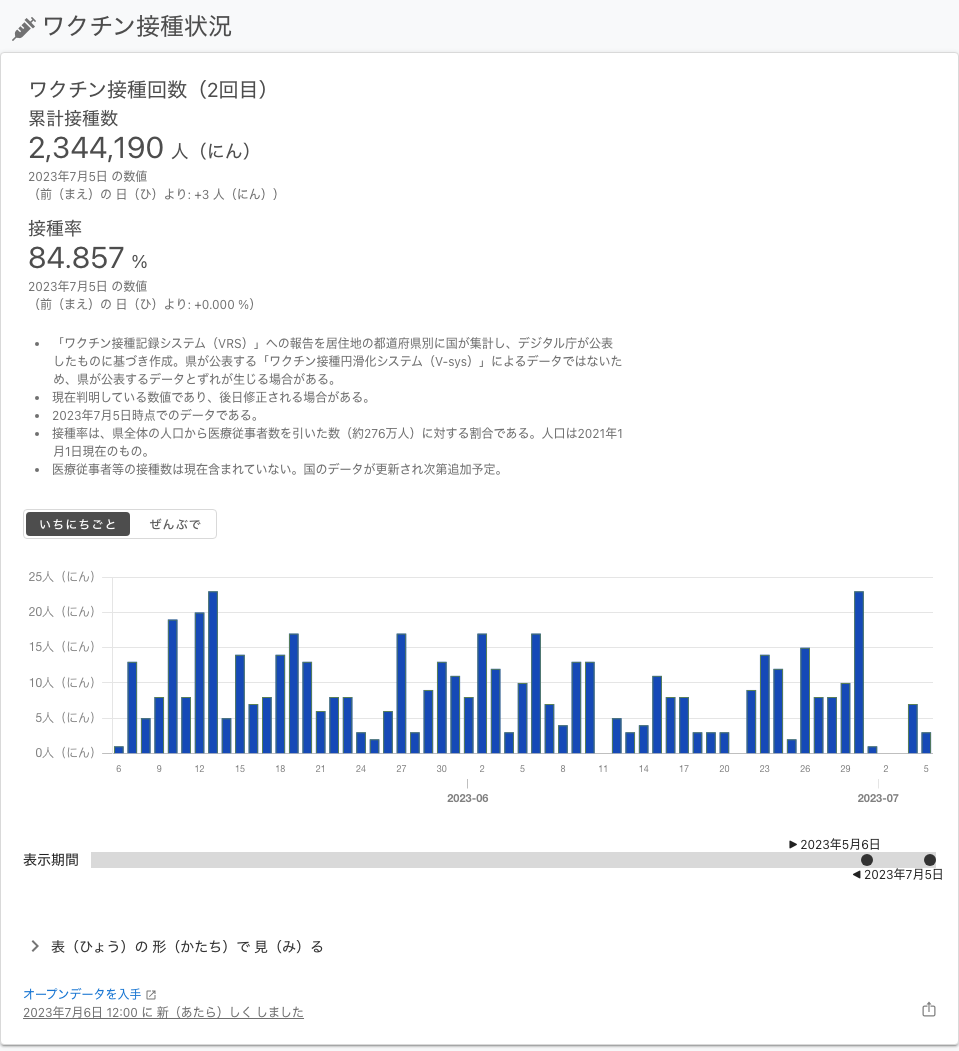 ワクチン接種状況
ワクチン接種回数（2回目）
累計接種数
2,344,190 人（にん）
2023年7月5日 の数値
（前（まえ）の 日（ひ）より: +3 人（にん））
接種率
84.857 %
2023年7月5日 の数値
（前（まえ）の 日（ひ）より: +0.000 %）
• 「ワクチン接種記録システム（VRS）」への報告を居住地の都道府県別に国が集計し、デジタル庁が公表
したものに基づき作成。県が公表する「ワクチン接種円滑化システム（V-sys）」によるデータではないた
め、県が公表するデータとずれが生じる場合がある。
• 現在判明している数値であり、後日修正される場合がある。
• 2023年7月5日時点でのデータである。
• 接種率は、県全体の人口から医療従事者数を引いた数（約276万人）に対する割合である。人口は2021年1
月1日現在のもの。
• 医療従事者等の接種数は現在含まれていない。国のデータが更新され次第追加予定。
いちにちごと ぜんぶで
25人（にん）
20人（にん）
15人（にん）
10人（にん）
5人（にん）
0人（にん）
6 9 12 15 18 21 24 27 30 2 5 8 11 14 17 20 23 26 29 2 5
2023-06 2023-07
▶ 2023年5月6日
表示期間
◀ 2023年7月5日
表（ひょう）の 形（かたち）で 見（み）る
オープンデータを入手
2023年7月6日 12:00 に 新（あたら）しく しました